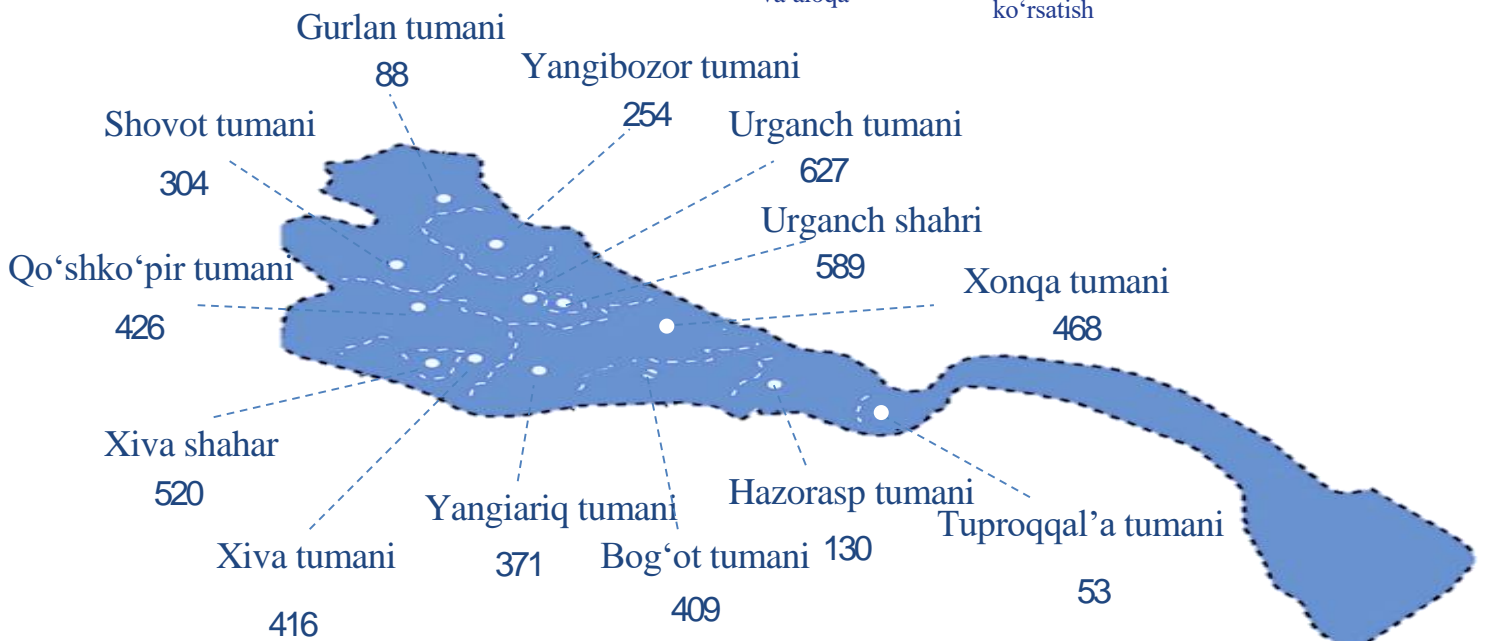 ko‘rsatish
Gurlan tumani
88
Yangibozor tumani
254
Shovot tumani
304
Urganch tumani
627
Urganch shahri
589
Qo‘shko‘pir tumani
426
Xonqa tumani
468
Xiva shahar
520
Xiva tumani
416
Yangiariq tumani
371
Bog‘ot tumani
409
Hazorasp tumani
130
Tuproqqal’a tumani
53